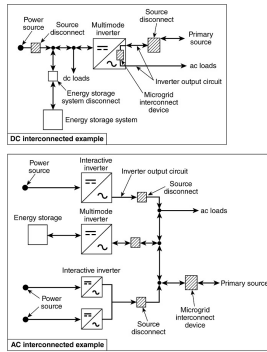 Power
source
Source
disconnect
Multimode
inverter
Source
disconnect
Primary
source
dc loads
ac loads
Inverter output circuit
Microgrid
interconnect
device
Energy storage
system disconnect
Energy storage system
DC interconnected example
Power
source
Interactive
inverter
Inverter output circuit
Source
disconnect
ac loads
Energy storage
Multimode
inverter
Interactive inverter
Power
source
Primary source
Source
disconnect
Microgrid
interconnect
device
AC interconnected example